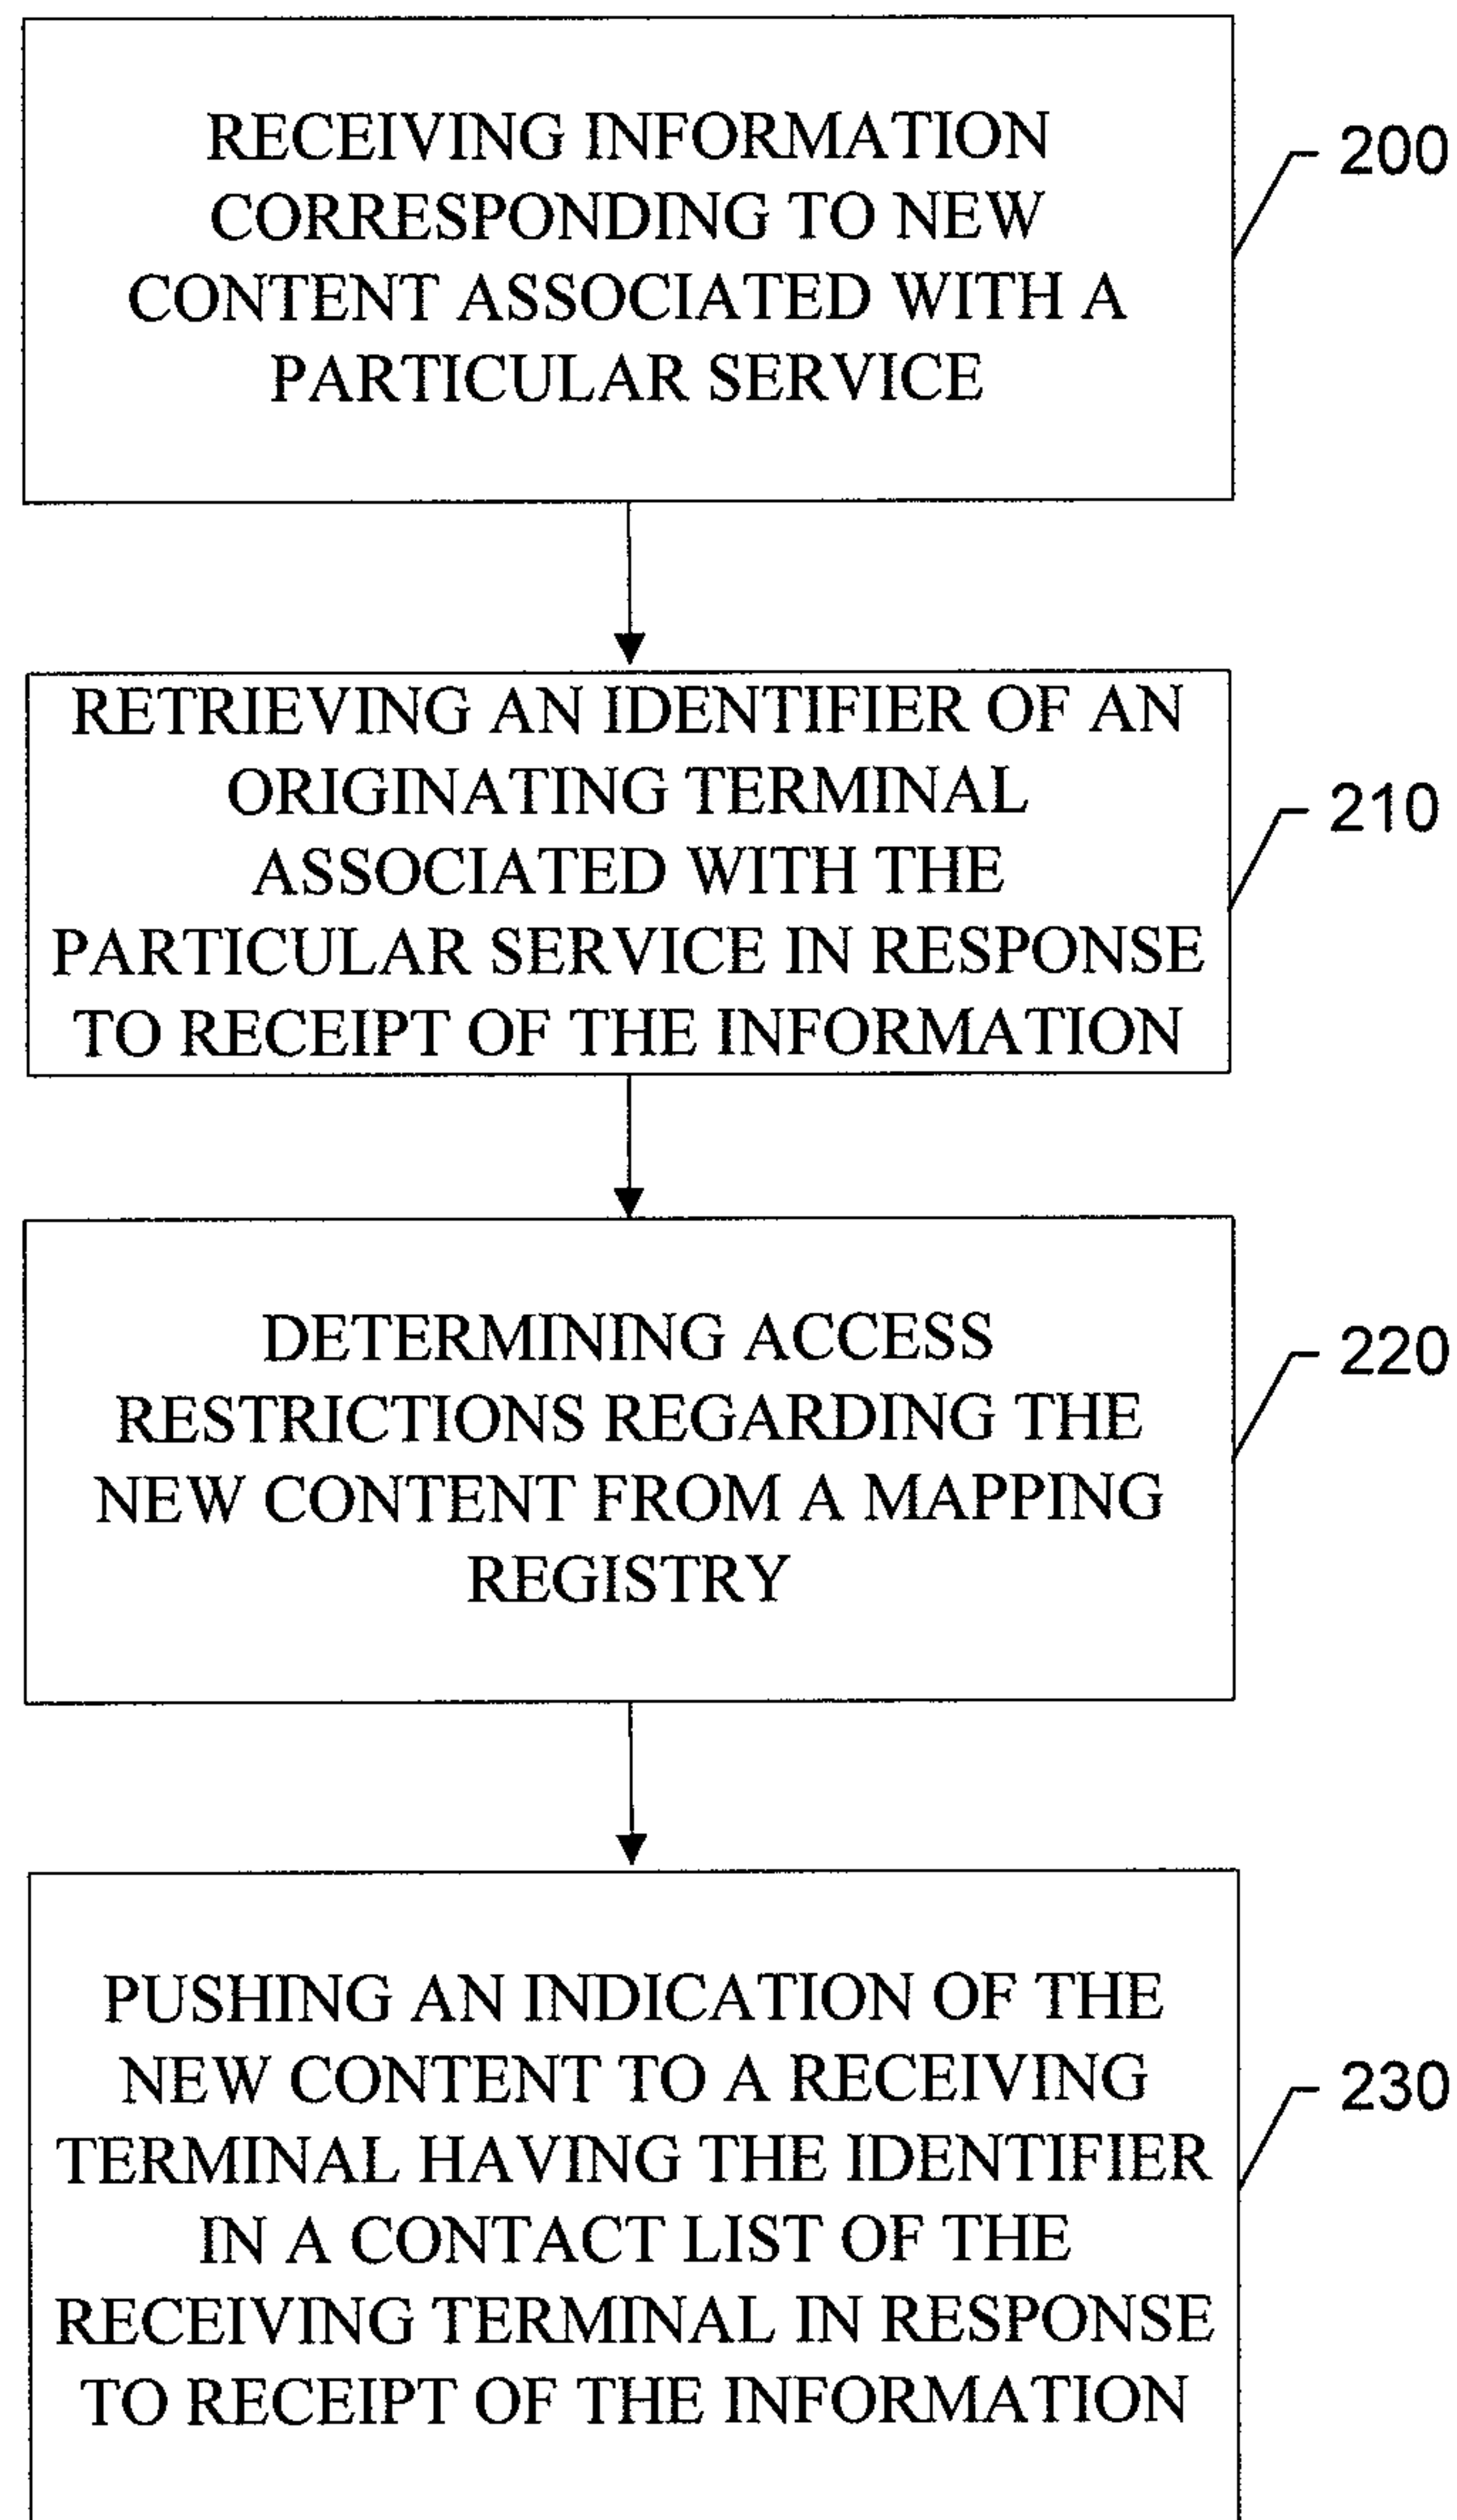 RECEIVING INFORMATION
CORRESPONDING TO NEW
CONTENT ASSOCIATED WITH A
PARTICULAR SERVICE
200
RETRIEVING AN IDENTIFIER OF AN
ORIGINATING TERMINAL
ASSOCIATED WITH THE
PARTICULAR SERVICE IN RESPONSE
TO RECEIPT OF THE INFORMATION
210
DETERMINING ACCESS
RESTRICTIONS REGARDING THE
NEW CONTENT FROM A MAPPING
REGISTRY
220
PUSHING AN INDICATION OF THE
NEW CONTENT TO A RECEIVING
TERMINAL HAVING THE IDENTIFIER
IN A CONTACT LIST OF THE
RECEIVING TERMINAL IN RESPONSE
TO RECEIPT OF THE INFORMATION
230